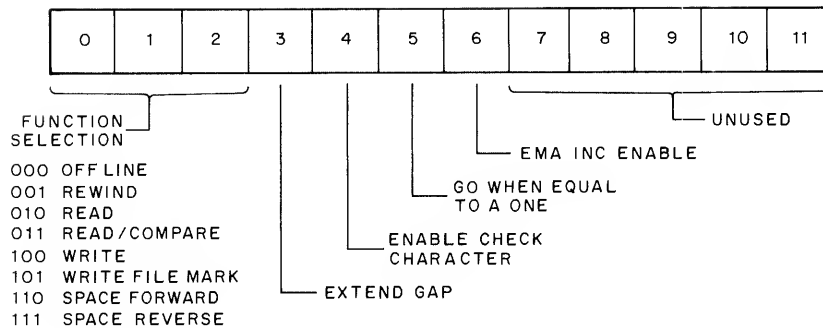 0 1 2 3 4 5 6 7 8 9 10 11
FUNCTION
SELECTION
UNUSED
EMA INC ENABLE
GO WHEN EQUAL
TO A ONE
ENABLE CHECK
CHARACTER
EXTEND GAP
000 OFF LINE
001 REWIND
010 READ
011 READ/COMPARE
100 WRITE
101 WRITE FILE MARK
110 SPACE FORWARD
111 SPACE REVERSE